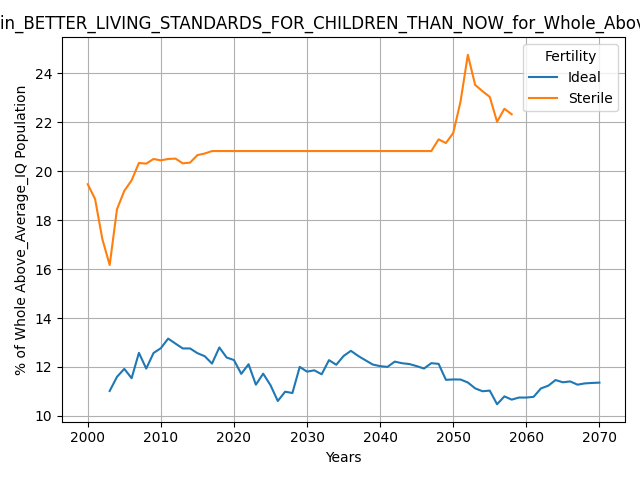 in_BETTER_LIVING_STANDARDS_FOR_CHILDREN_THAN_NOW_for_Whole_Abov
Fertility
Ideal
Sterile
% of Whole Above_Average_IQ Population
24
22
20
18
16
14
12
10
2000 2010 2020 2030 2040 2050 2060 2070
Years